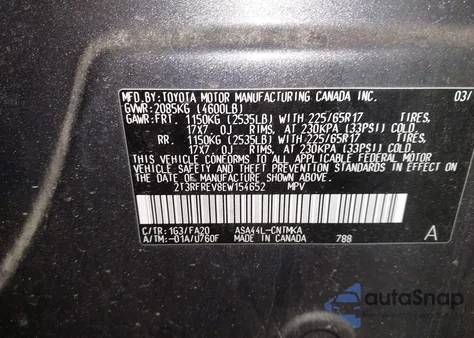 MFD.BY:TOYOTA MOTOR MANUFACTURING CANADA INC. 03/
GVWR:2085KG (4600LB)
GAWR:FRT. 1150KG (2535LB) WITH 225/65R17 TIRES,
17X7.0J RIMS, AT 230KPA (33PSI) COLD.
RR. 1150KG (2535LB) WITH 225/65R17 TIRES,
17X7.0J RIMS, AT 230KPA (33PSI) COLD.
THIS VEHICLE CONFORMS TO ALL APPLICABLE FEDERAL MOTOR
VEHICLE SAFETY AND THEFT PREVENTION STANDARDS IN
EFFECT ON THE DATE OF MANUFACTURE SHOWN ABOVE.
2T3RFREV8EW154652 MPV
C/TR:1G3/FA20 ASA44L-CNTMKA
A/TM:-01A/U760F MADE IN CANADA 788 A
autoSnap